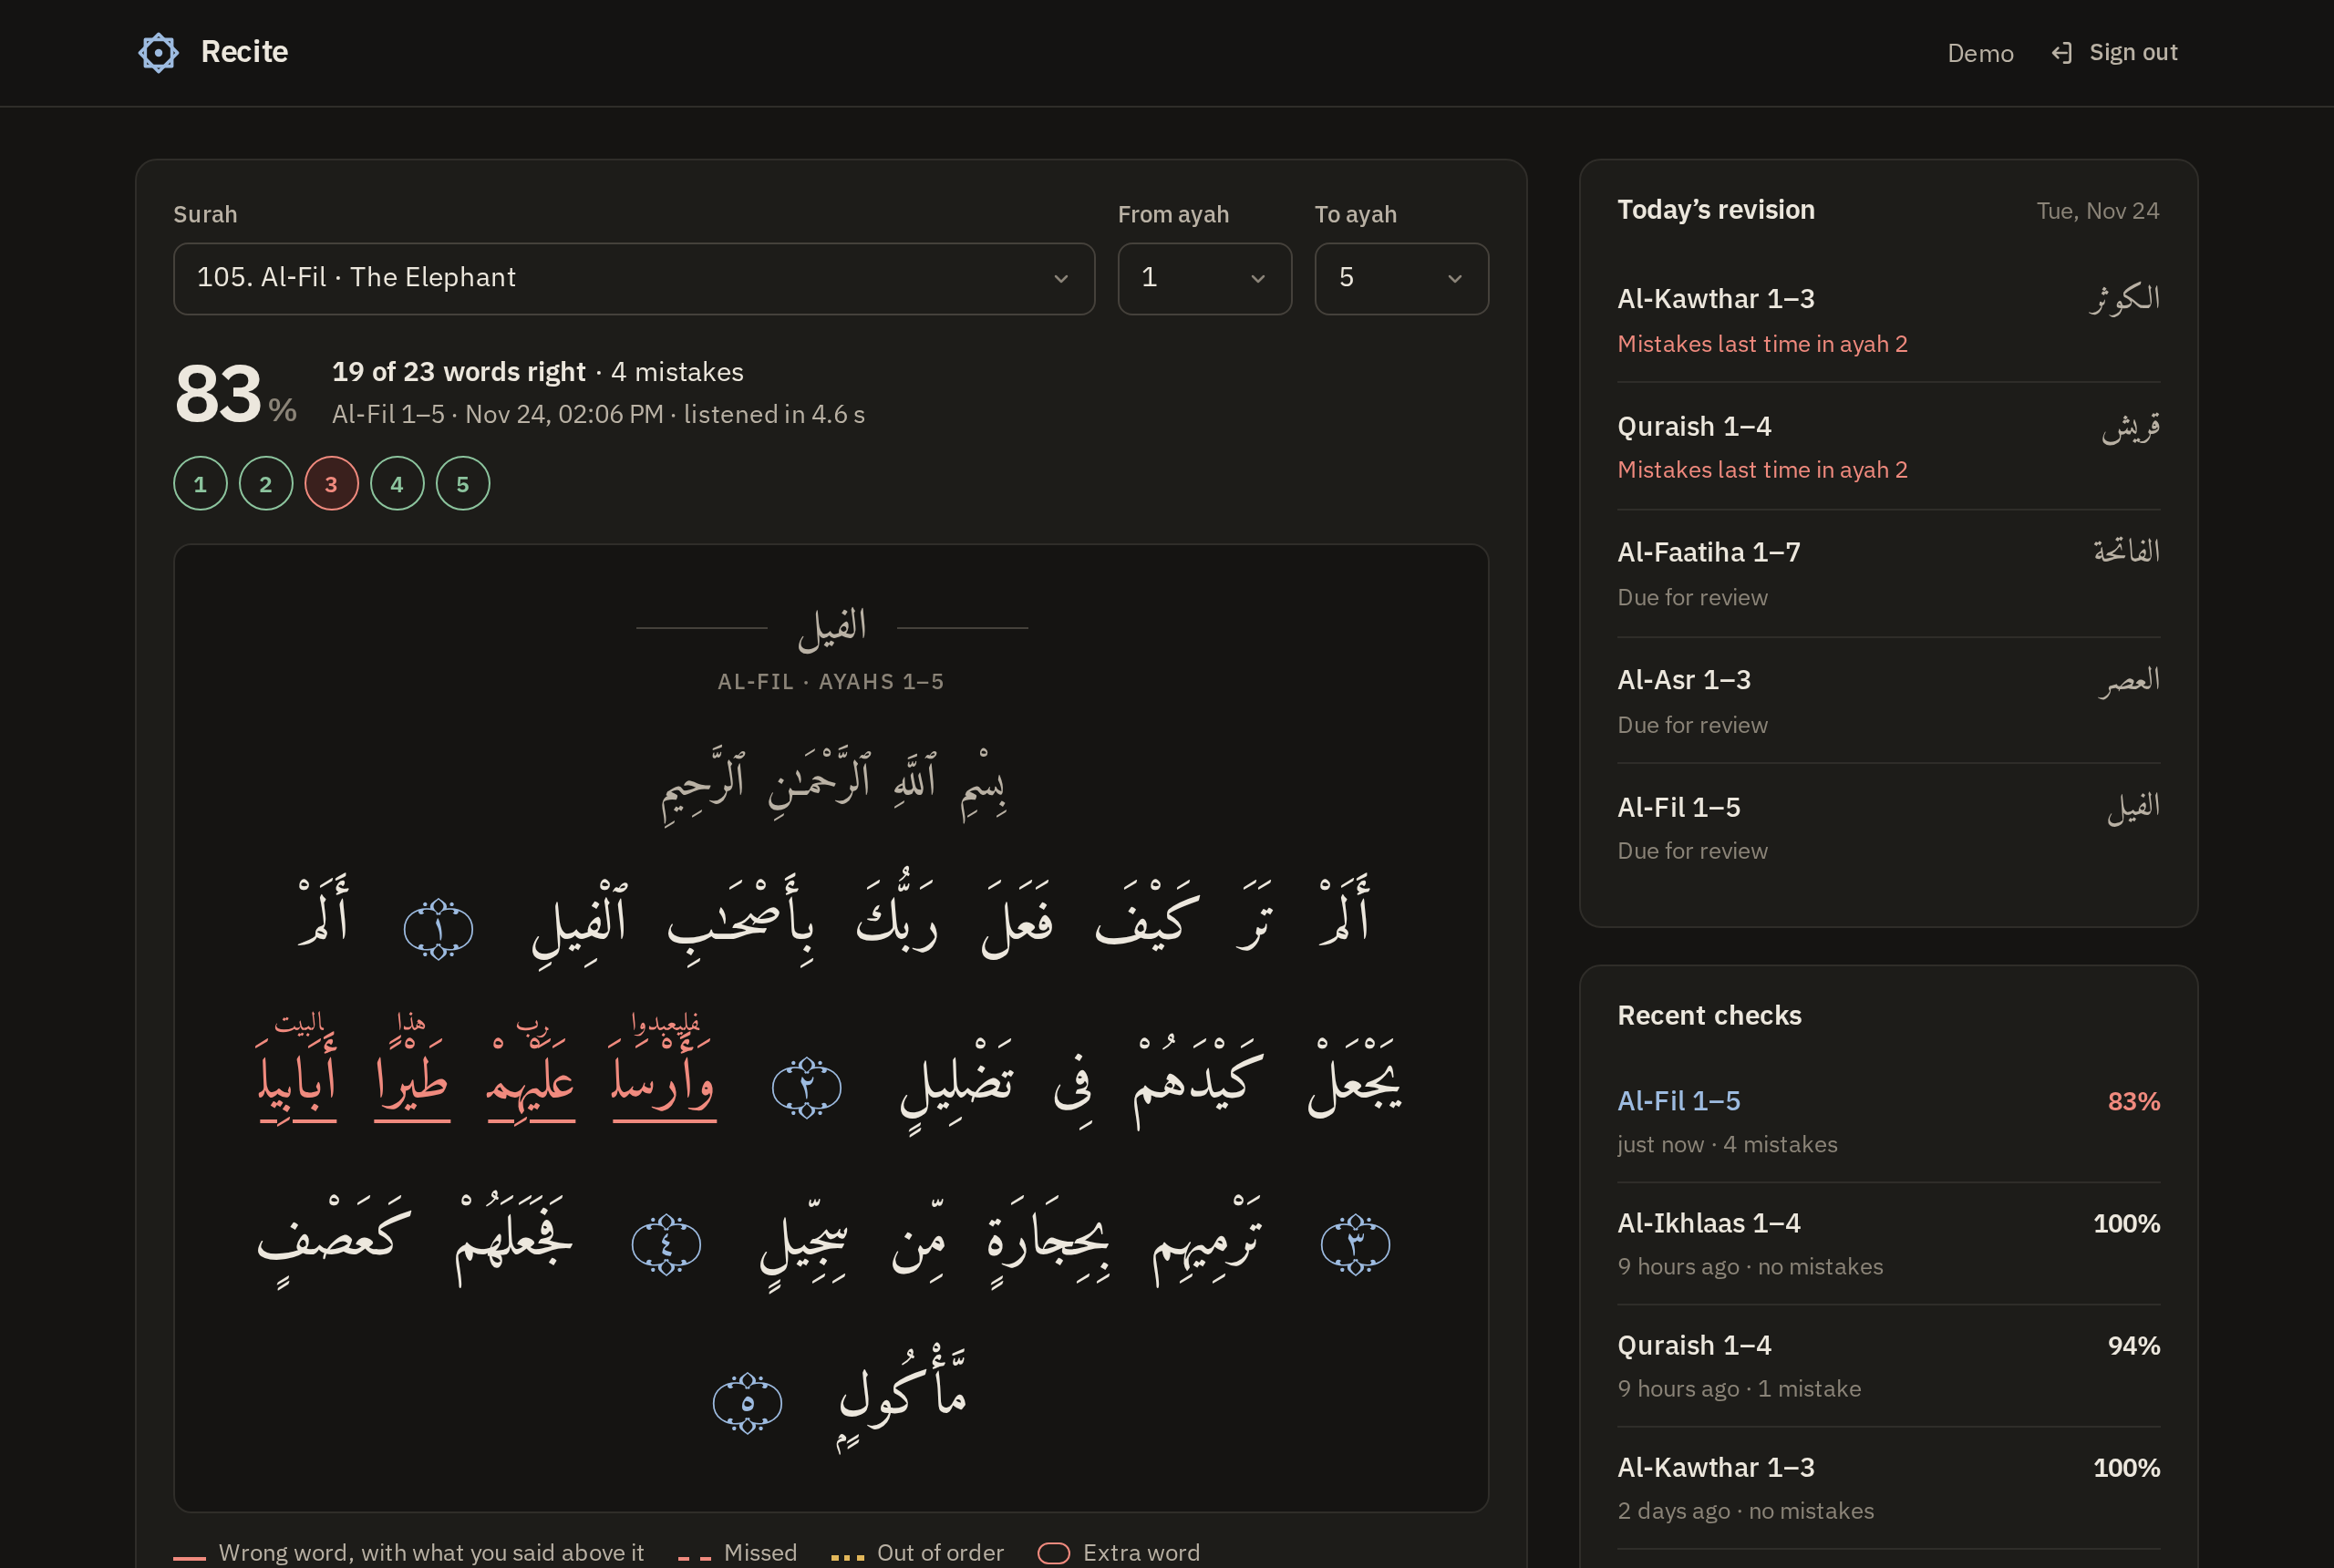 Recite
Demo
Sign out
Surah
From ayah
To ayah
105. Al-Fil · The Elephant
1
5
83%
19 of 23 words right · 4 mistakes
Al-Fil 1–5 · Nov 24, 02:06 PM · listened in 4.6 s
1 2 3 4 5
الفيل
AL-FIL · AYAHS 1–5
بِسْمِ ٱللَّهِ ٱلرَّحْمَـٰنِ ٱلرَّحِيمِ
أَلَمْ تَرَ كَيْفَ فَعَلَ رَبُّكَ بِأَصْحَـٰبِ ٱلْفِيلِ ١ أَلَمْ
فليعبدوا رب هذا البيت
يَجْعَلْ كَيْدَهُمْ فِى تَضْلِيلٍ ٢ وَأَرْسَلَ عَلَيْهِمْ طَيْرًا أَبَابِيلَ
٣ تَرْمِيهِم بِحِجَارَةٍ مِّن سِجِّيلٍ ٤ فَجَعَلَهُمْ كَعَصْفٍ
مَّأْكُولٍۭ ٥
Wrong word, with what you said above it
Missed
Out of order
Extra word
Today’s revision
Tue, Nov 24
Al-Kawthar 1–3
الكوثر
Mistakes last time in ayah 2
Quraish 1–4
قريش
Mistakes last time in ayah 2
Al-Faatiha 1–7
الفاتحة
Due for review
Al-Asr 1–3
العصر
Due for review
Al-Fil 1–5
الفيل
Due for review
Recent checks
Al-Fil 1–5
83%
just now · 4 mistakes
Al-Ikhlaas 1–4
100%
9 hours ago · no mistakes
Quraish 1–4
94%
9 hours ago · 1 mistake
Al-Kawthar 1–3
100%
2 days ago · no mistakes